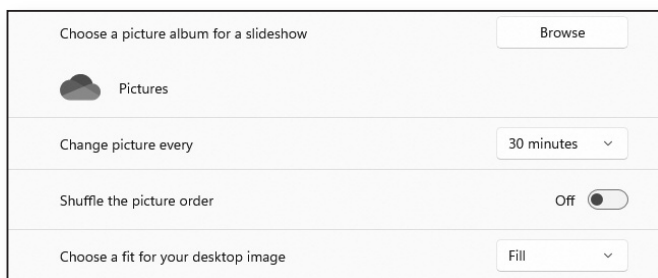 Choose a picture album for a slideshow Browse
Pictures
Change picture every 30 minutes
Shuffle the picture order Off
Choose a fit for your desktop image Fill